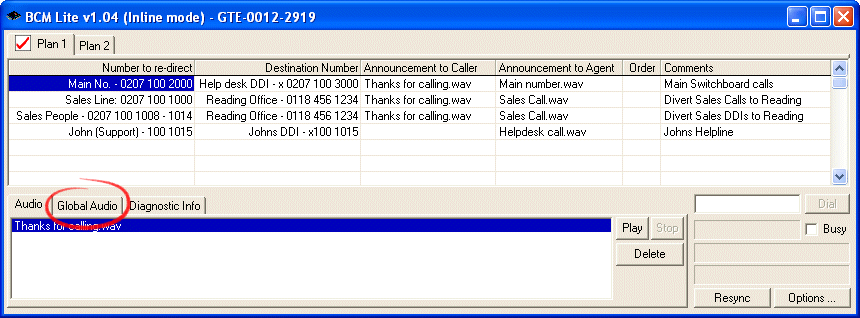 BCM Lite v1.04 (Inline mode) - GTE-0012-2919
Plan 1 Plan 2
Number to re-direct Destination Number Announcement to Caller Announcement to Agent Order Comments
Main No. - 0207 100 2000 Help desk DDI - x 0207 100 3000 Thanks for calling.wav Main number.wav Main Switchboard calls
Sales Line: 0207 100 1000 Reading Office - 0118 456 1234 Thanks for calling.wav Sales Call.wav Divert Sales Calls to Reading
Sales People - 0207 100 1008 - 1014 Reading Office - 0118 456 1234 Thanks for calling.wav Sales Call.wav Divert Sales DDIs to Reading
John (Support) - 100 1015 Johns DDI - x100 1015 Helpdesk call.wav Johns Helpline
Audio Global Audio Diagnostic Info Dial
Thanks for calling.wav Play Stop Busy
Delete
Resync Options ...